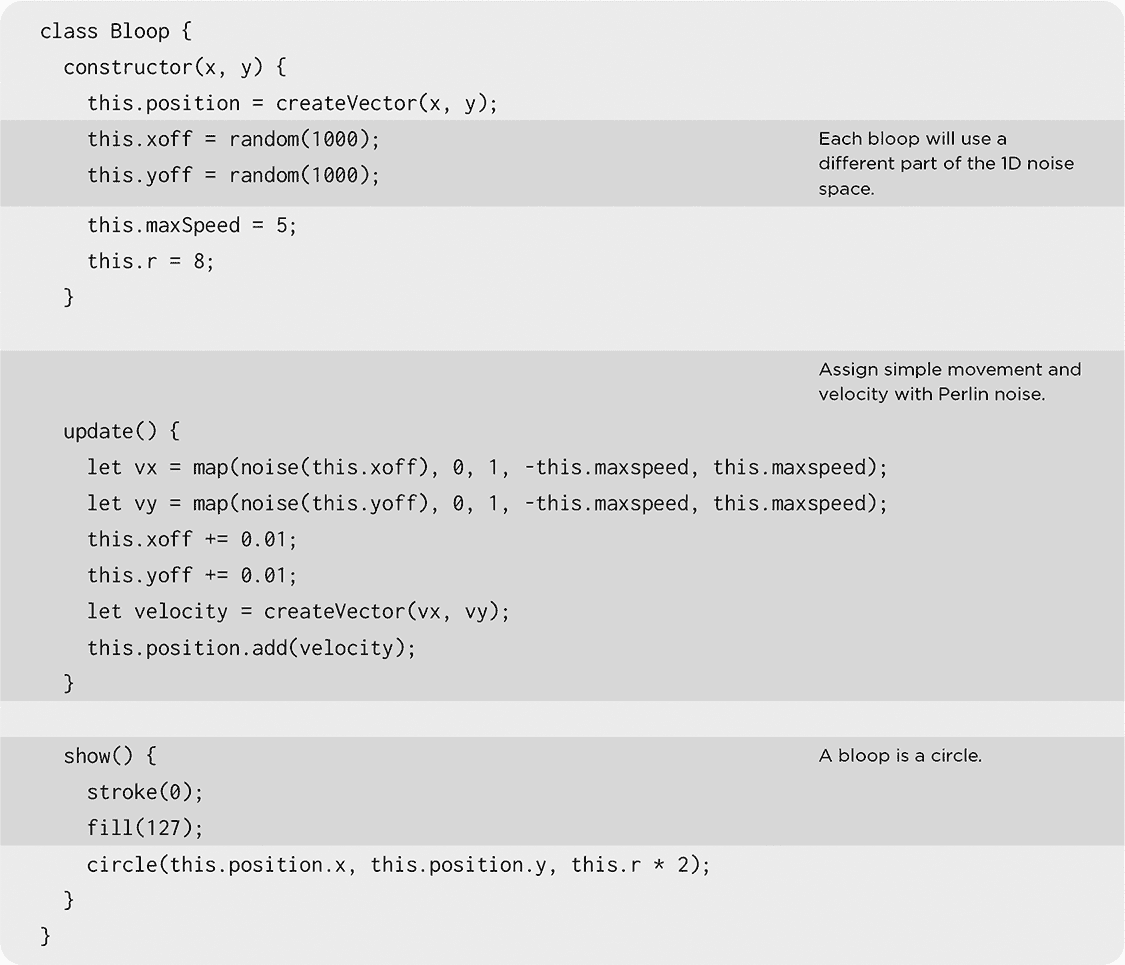 class Bloop {
constructor(x, y) {
this.position = createVector(x, y);
this.xoff = random(1000);
this.yoff = random(1000);
Each bloop will use a
different part of the 1D noise
space.
this.maxSpeed = 5;
this.r = 8;
}
Assign simple movement and
velocity with Perlin noise.
update() {
let vx = map(noise(this.xoff), 0, 1, -this.maxspeed, this.maxspeed);
let vy = map(noise(this.yoff), 0, 1, -this.maxspeed, this.maxspeed);
this.xoff += 0.01;
this.yoff += 0.01;
let velocity = createVector(vx, vy);
this.position.add(velocity);
}
show() {
A bloop is a circle.
stroke(0);
fill(127);
circle(this.position.x, this.position.y, this.r * 2);
}
}